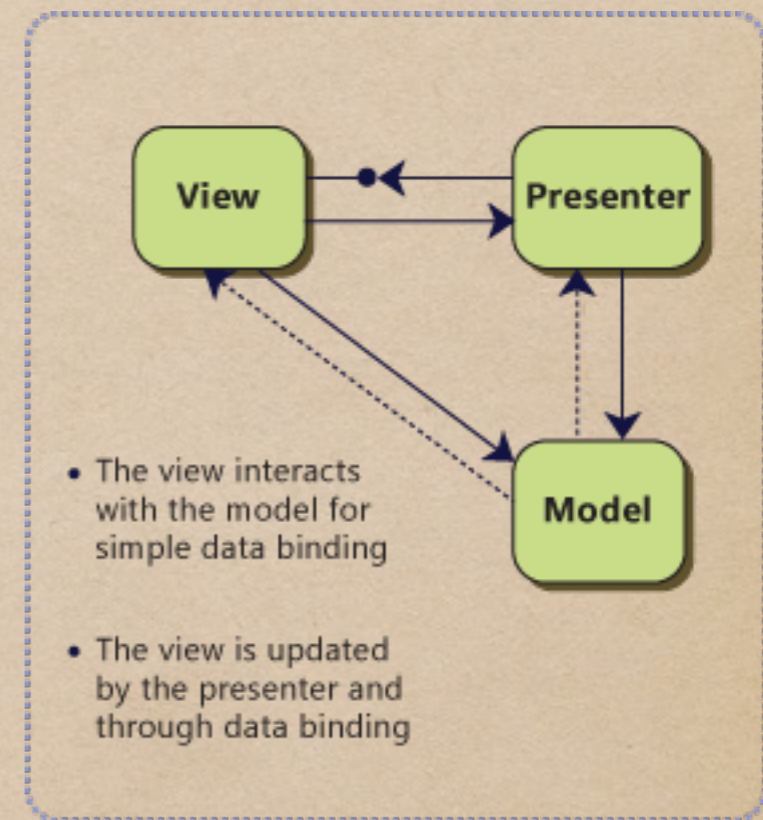 View
Presenter
Model
• The view interacts
with the model for
simple data binding
• The view is updated
by the presenter and
through data binding